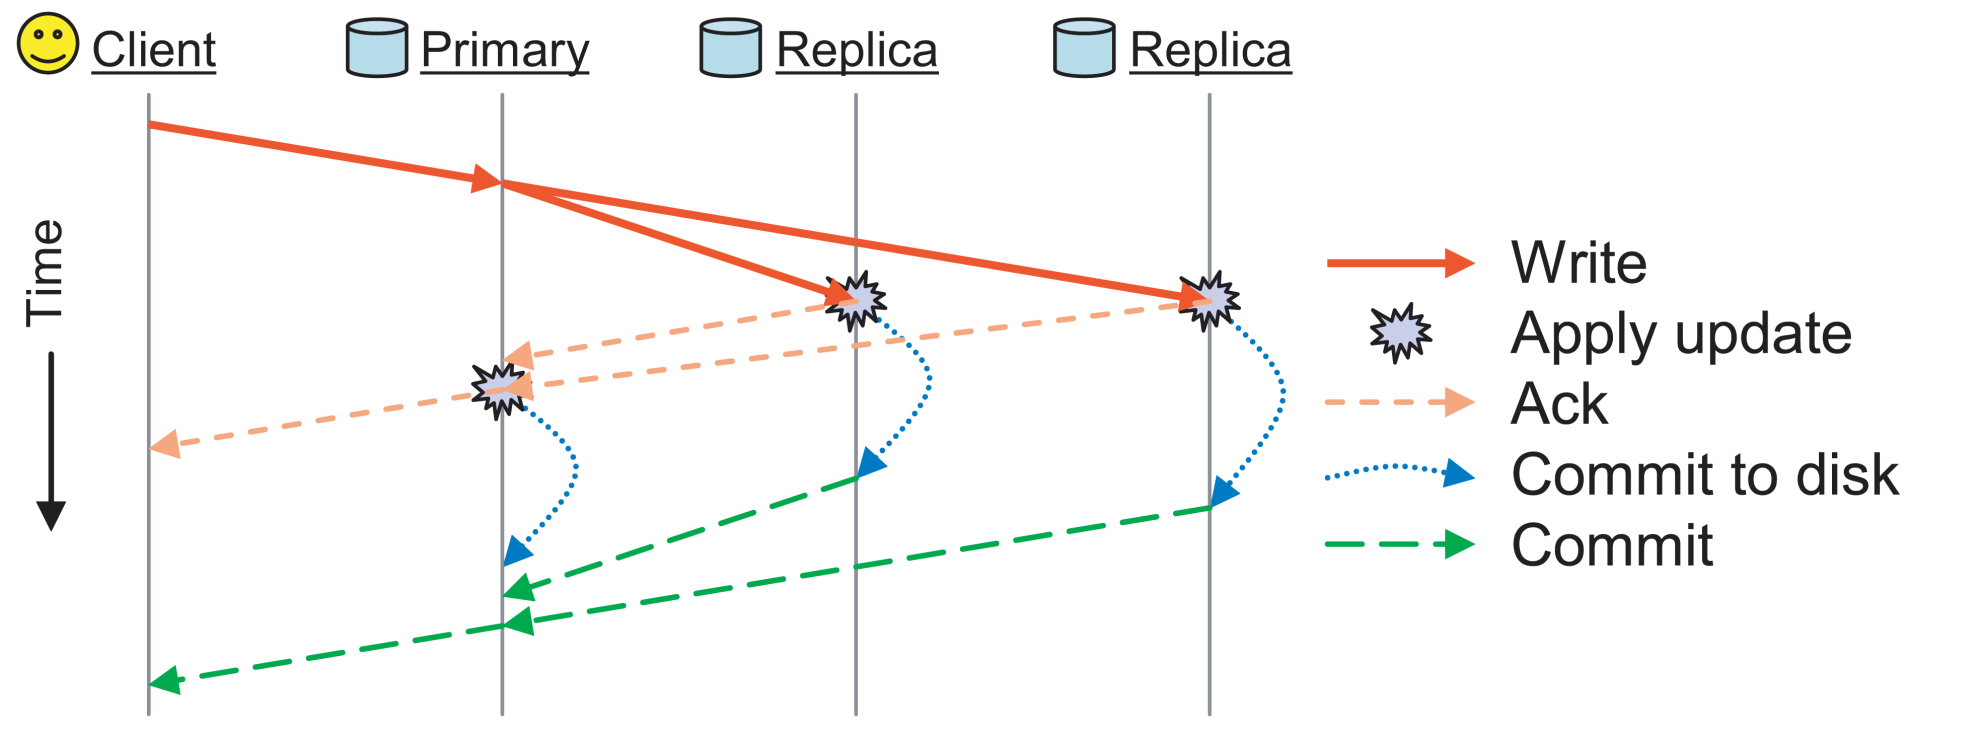 Client
Primary
Replica
Replica
Time
Write
Apply update
Ack
Commit to disk
Commit